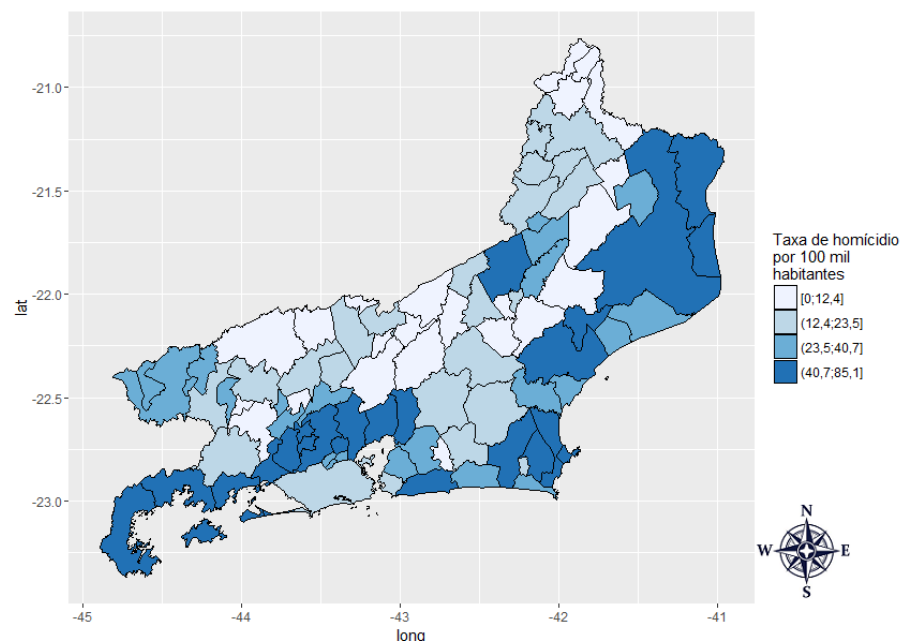 -21.0
-21.5
-22.0
-22.5
-23.0
lat
-45
-44
-43
-42
-41
long
Taxa de homícidio
por 100 mil
habitantes
[0;12,4]
(12,4;23,5]
(23,5;40,7]
(40,7;85,1]
N
W
E
S